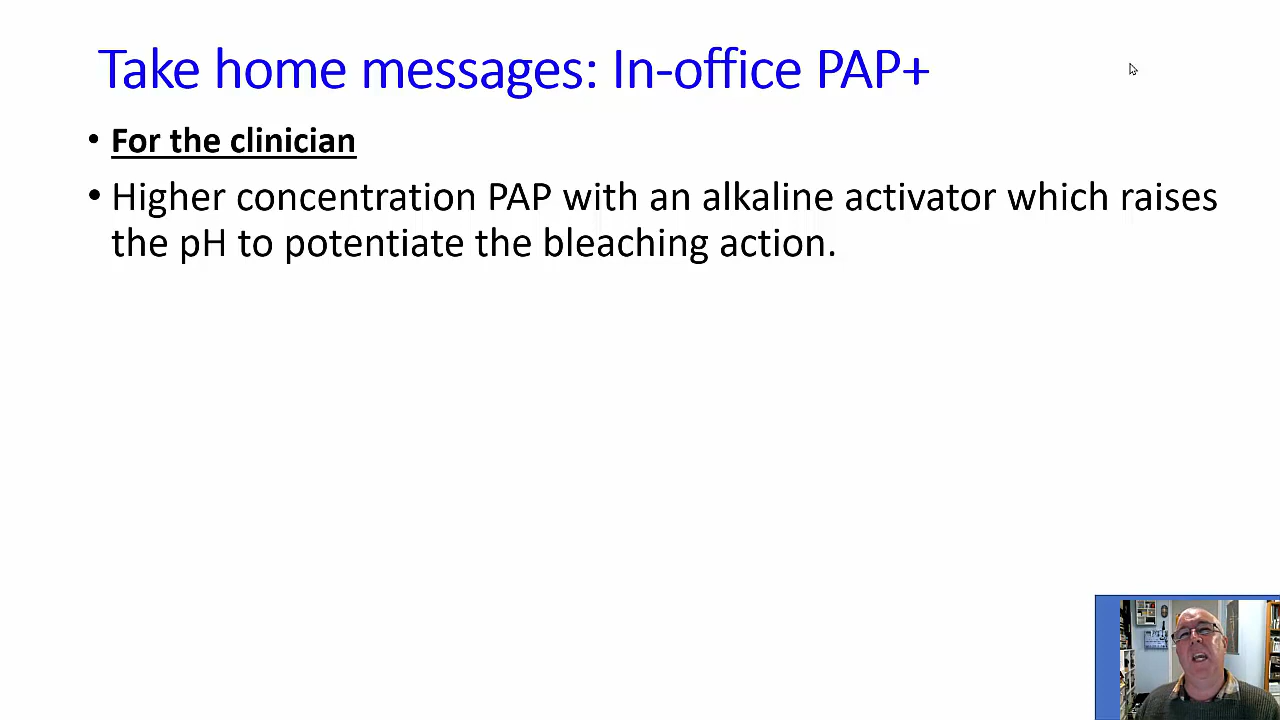 Take home messages: In-office PAP+
• For the clinician
• Higher concentration PAP with an alkaline activator which raises
the pH to potentiate the bleaching action.